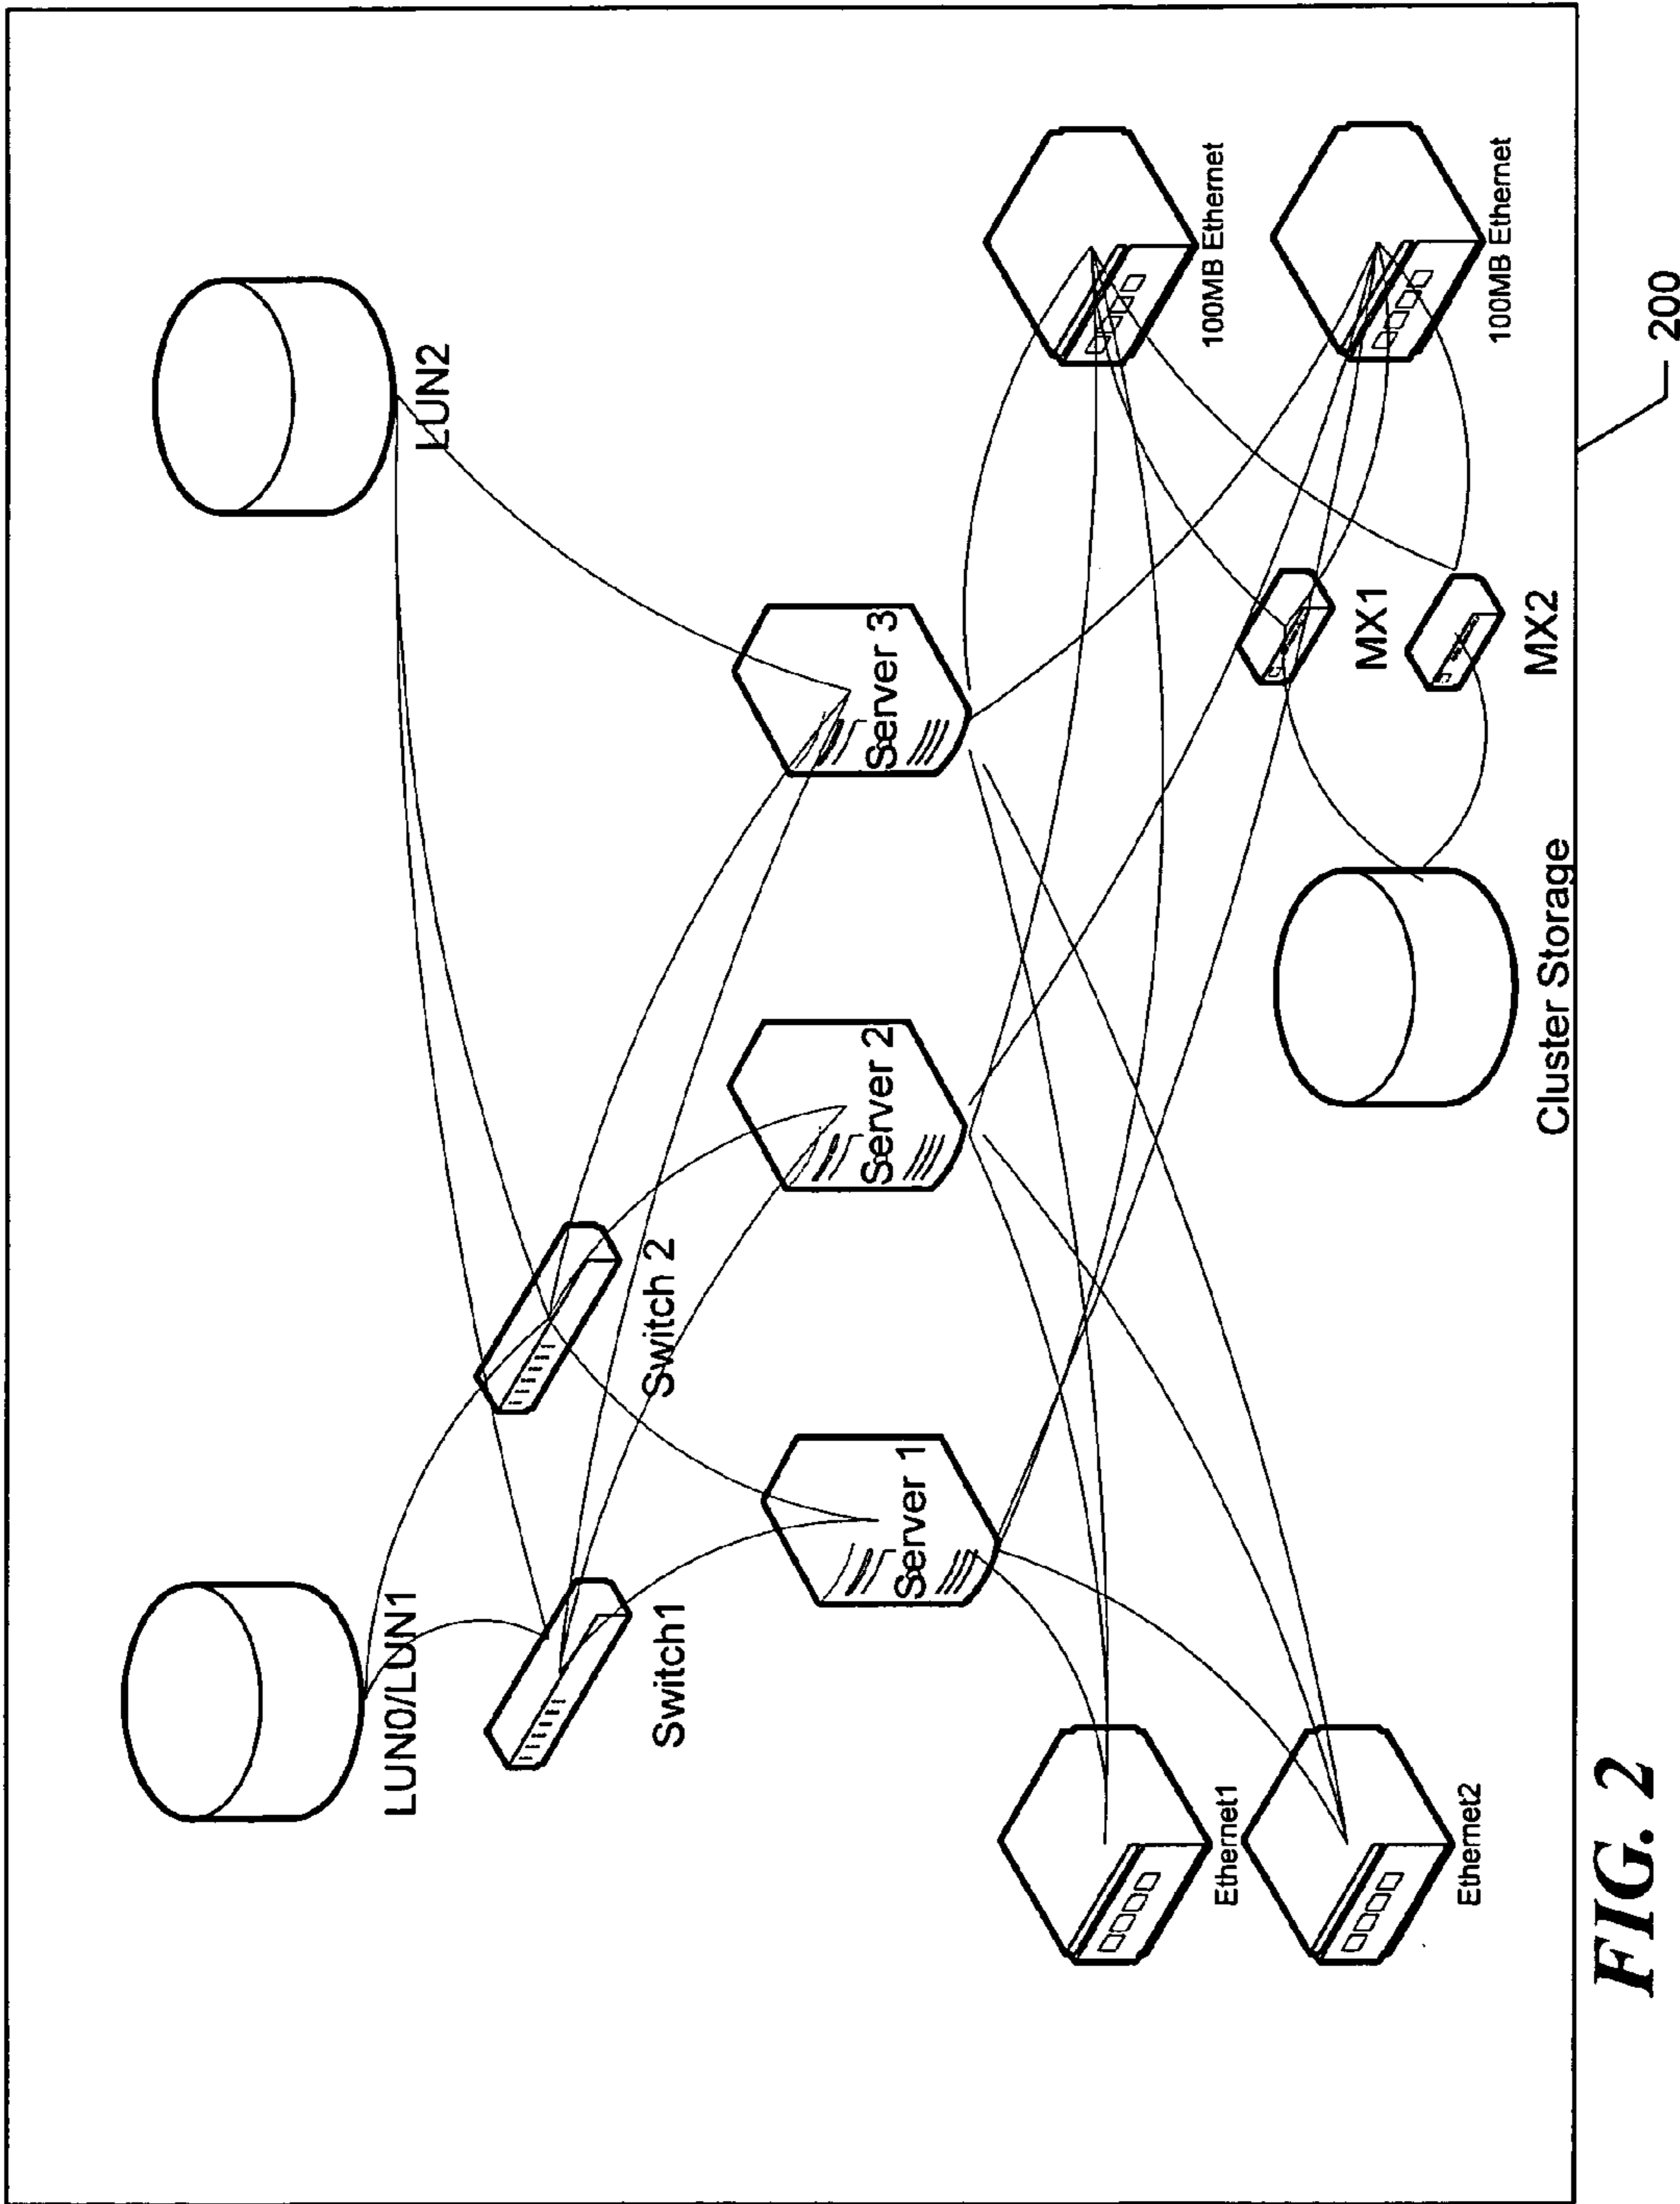 LUN0/LUN1
LUN2
Switch1
Switch 2
Server 1
Server 2
Server 3
Ethernet1
Ethernet2
100MB Ethernet
100MB Ethernet
MX1
MX2
Cluster Storage
200
FIG. 2